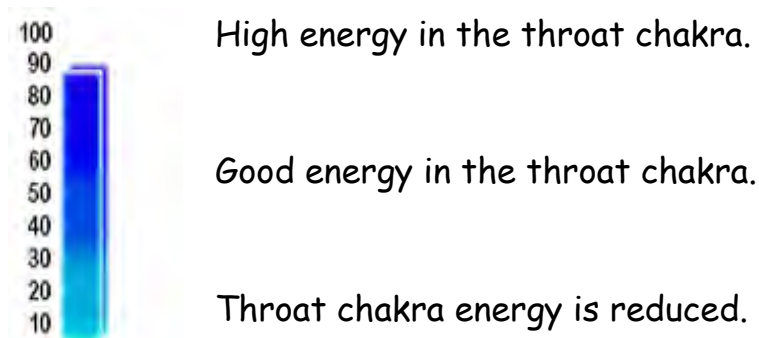 100 High energy in the throat chakra.
90
80
70
60 Good energy in the throat chakra.
50
40
30
20 Throat chakra energy is reduced.
10